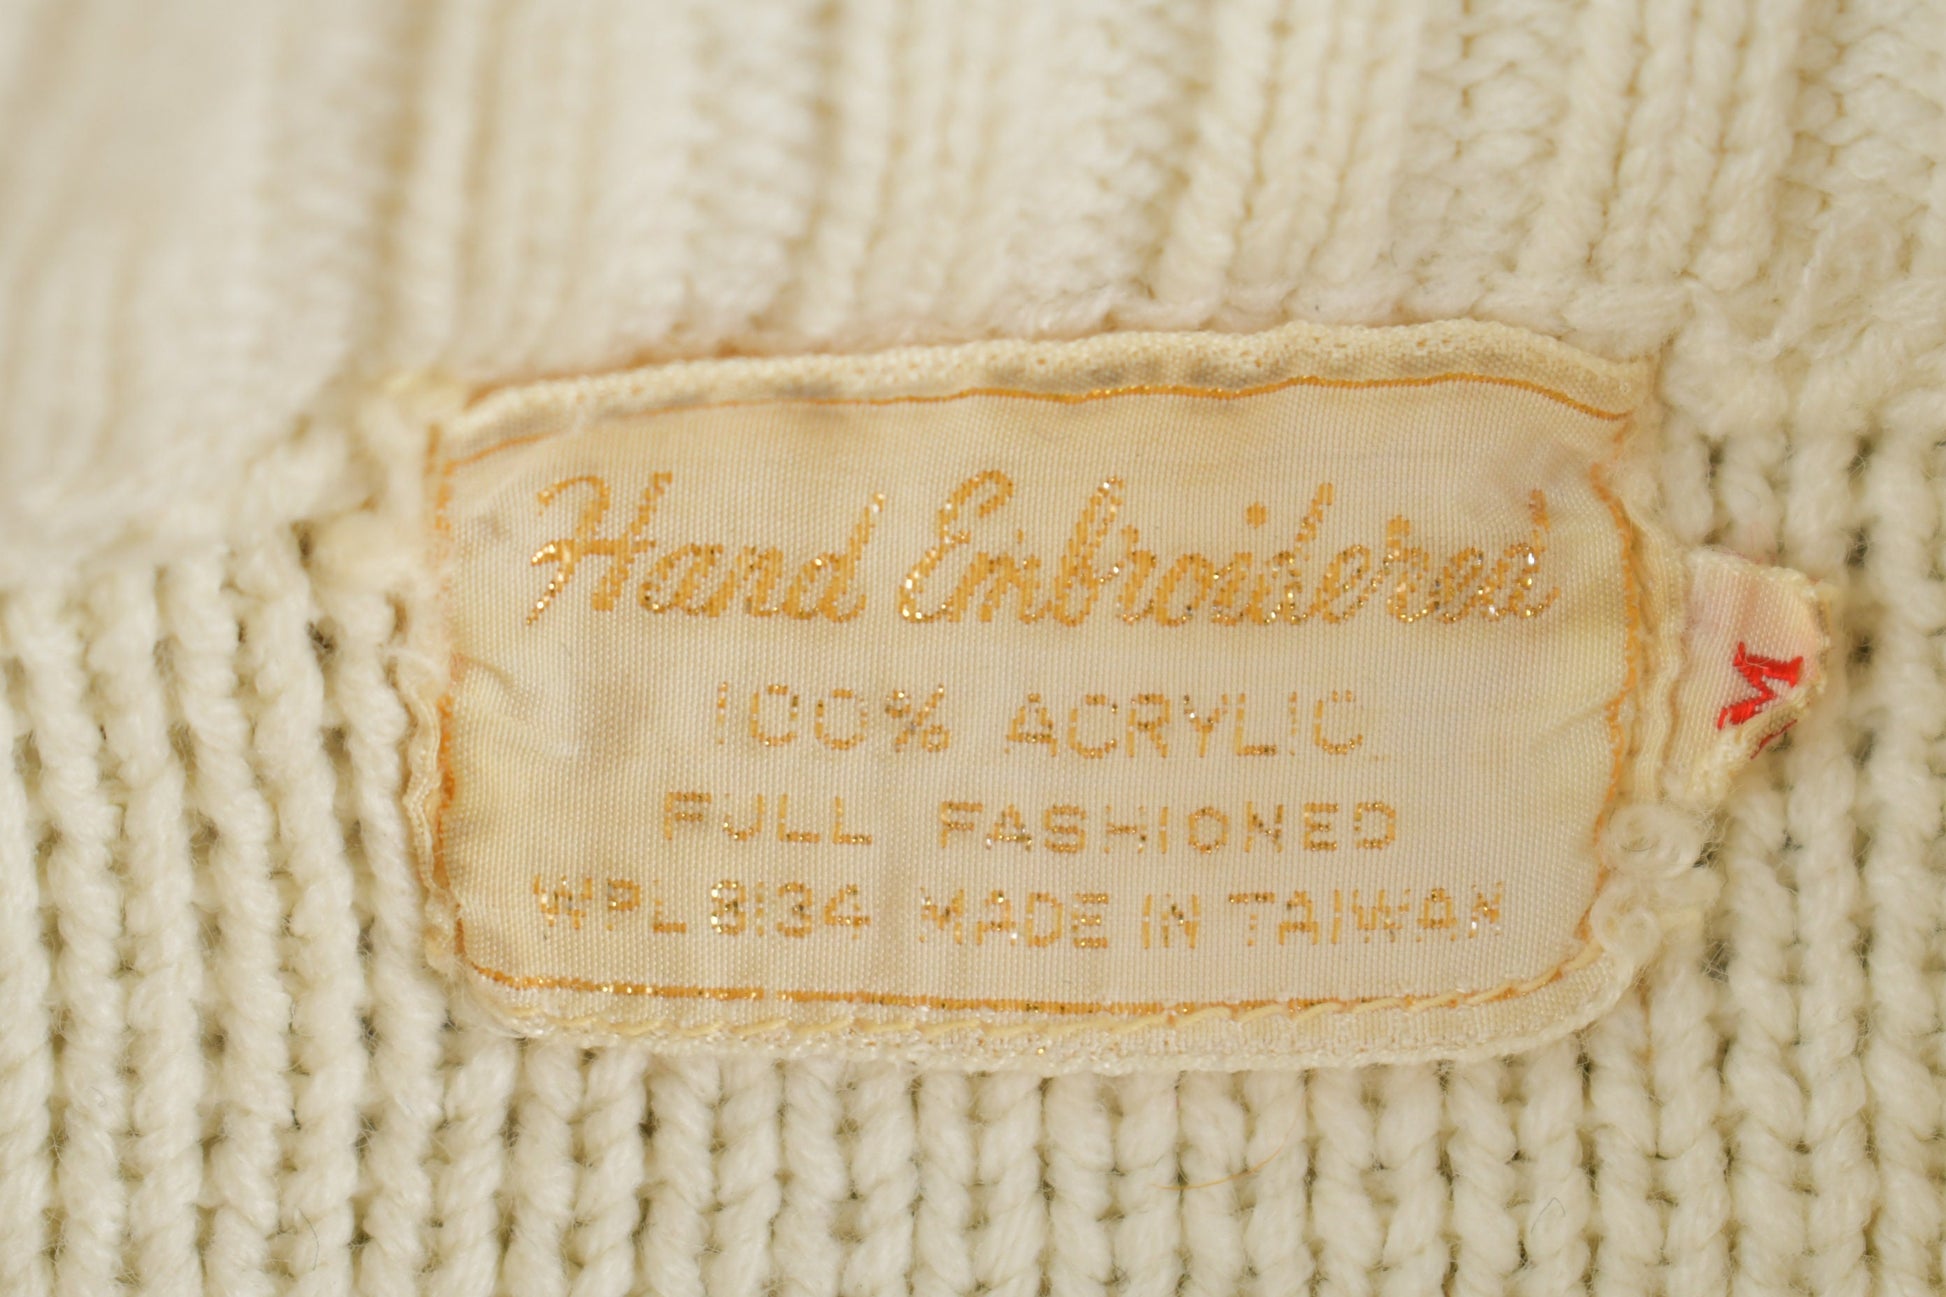 Hand Embroidered
100% ACRYLIC
FULL FASHIONED
WPL 8134 MADE IN TAIWAN
M